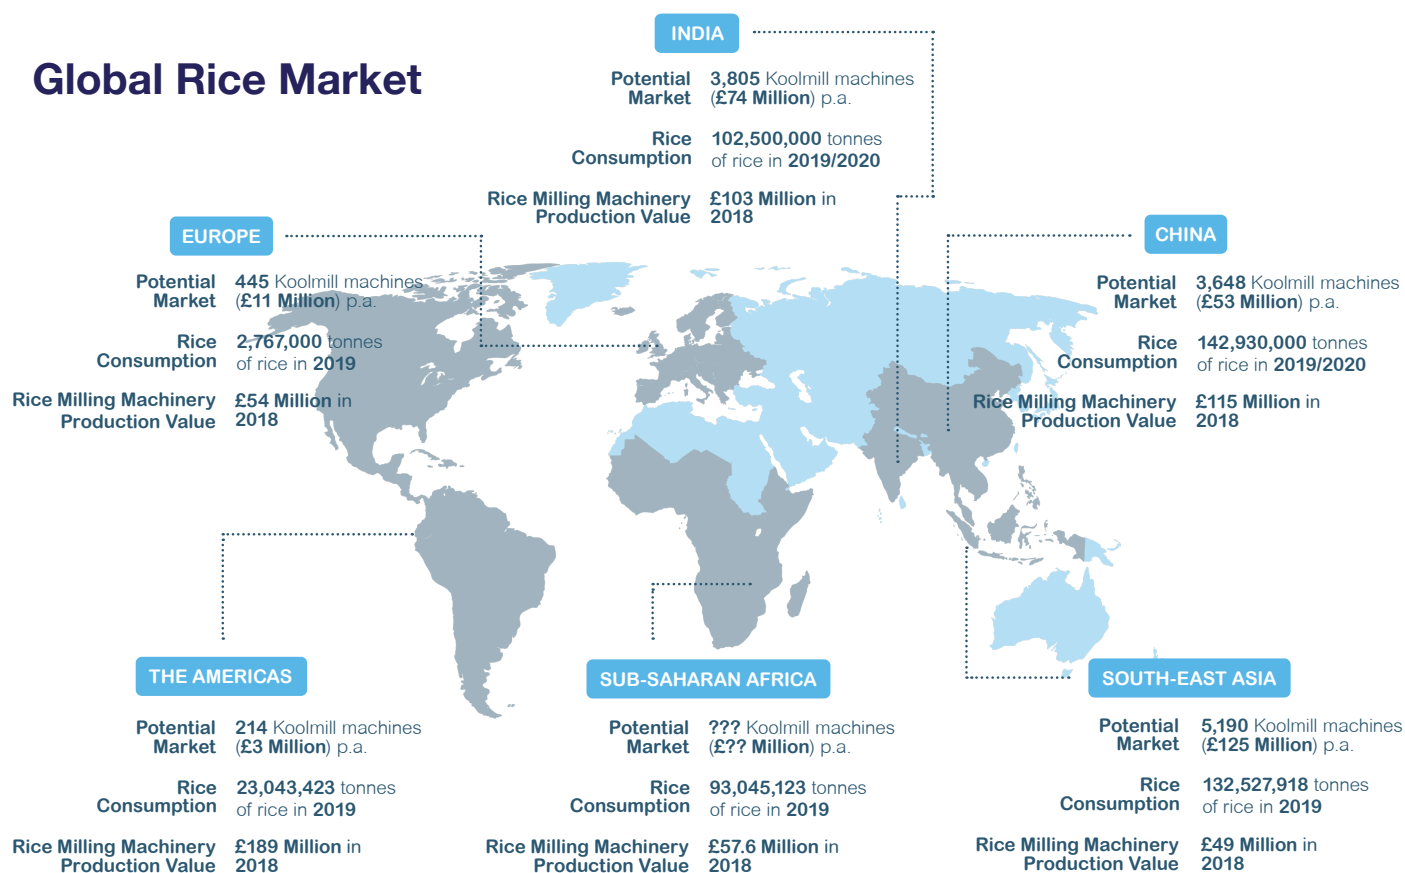 Global Rice Market
INDIA
Potential Market 3,805 Koolmill machines
(£74 Million) p.a.
Rice Consumption 102,500,000 tonnes
of rice in 2019/2020
Rice Milling Machinery Production Value £103 Million in
2018
EUROPE
Potential Market 445 Koolmill machines
(£11 Million) p.a.
Rice Consumption 2,767,000 tonnes
of rice in 2019
Rice Milling Machinery Production Value £54 Million in
2018
CHINA
Potential Market 3,648 Koolmill machines
(£53 Million) p.a.
Rice Consumption 142,930,000 tonnes
of rice in 2019/2020
Rice Milling Machinery Production Value £115 Million in
2018
THE AMERICAS
Potential Market 214 Koolmill machines
(£3 Million) p.a.
Rice Consumption 23,043,423 tonnes
of rice in 2019
Rice Milling Machinery Production Value £189 Million in
2018
SUB-SAHARAN AFRICA
Potential Market ??? Koolmill machines
(£?? Million) p.a.
Rice Consumption 93,045,123 tonnes
of rice in 2019
Rice Milling Machinery Production Value £57.6 Million in
2018
SOUTH-EAST ASIA
Potential Market 5,190 Koolmill machines
(£125 Million) p.a.
Rice Consumption 132,527,918 tonnes
of rice in 2019
Rice Milling Machinery Production Value £49 Million in
2018